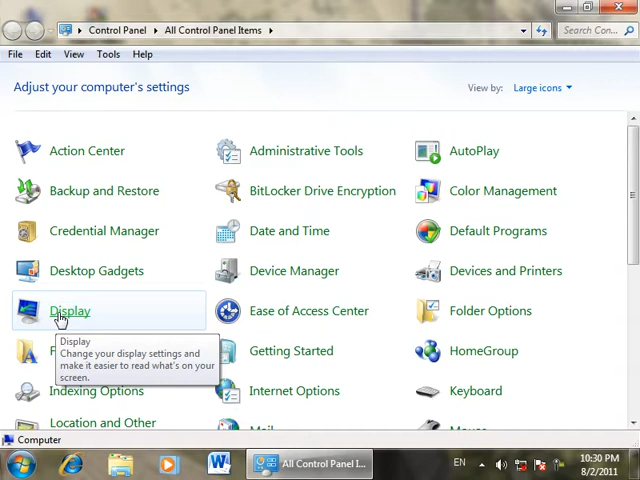 Control Panel
All Control Panel Items
Search Con...
File Edit View Tools Help
Adjust your computer's settings
View by: Large icons
Action Center
Administrative Tools
AutoPlay
Backup and Restore
BitLocker Drive Encryption
Color Management
Credential Manager
Date and Time
Default Programs
Desktop Gadgets
Device Manager
Devices and Printers
Display
Ease of Access Center
Folder Options
Display
Change your display settings and
make it easier to read what's on your
screen.
Getting Started
HomeGroup
Indexing Options
Internet Options
Keyboard
Location and Other
Computer
All Control Panel I...
EN
10:30 PM
8/2/2011